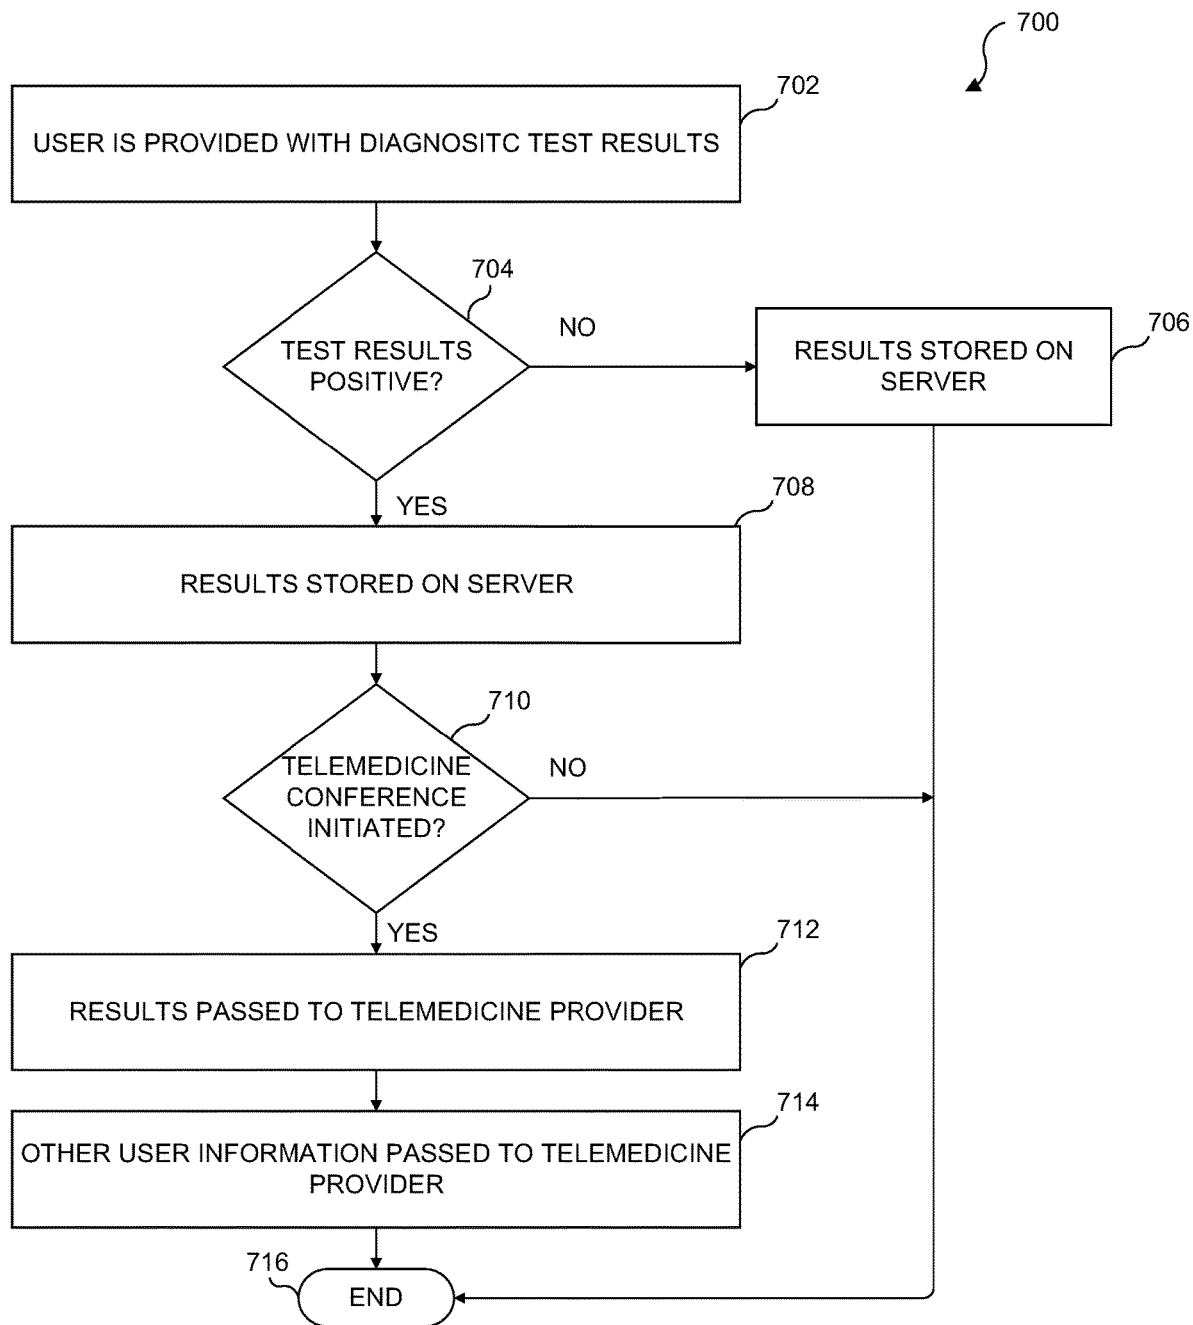 700
702
USER IS PROVIDED WITH DIAGNOSITC TEST RESULTS
704
TEST RESULTS
POSITIVE?
NO
706
RESULTS STORED ON
SERVER
YES
708
RESULTS STORED ON SERVER
710
TELEMEDICINE
CONFERENCE
INITIATED?
NO
YES
712
RESULTS PASSED TO TELEMEDICINE PROVIDER
714
OTHER USER INFORMATION PASSED TO TELEMEDICINE
PROVIDER
716
END